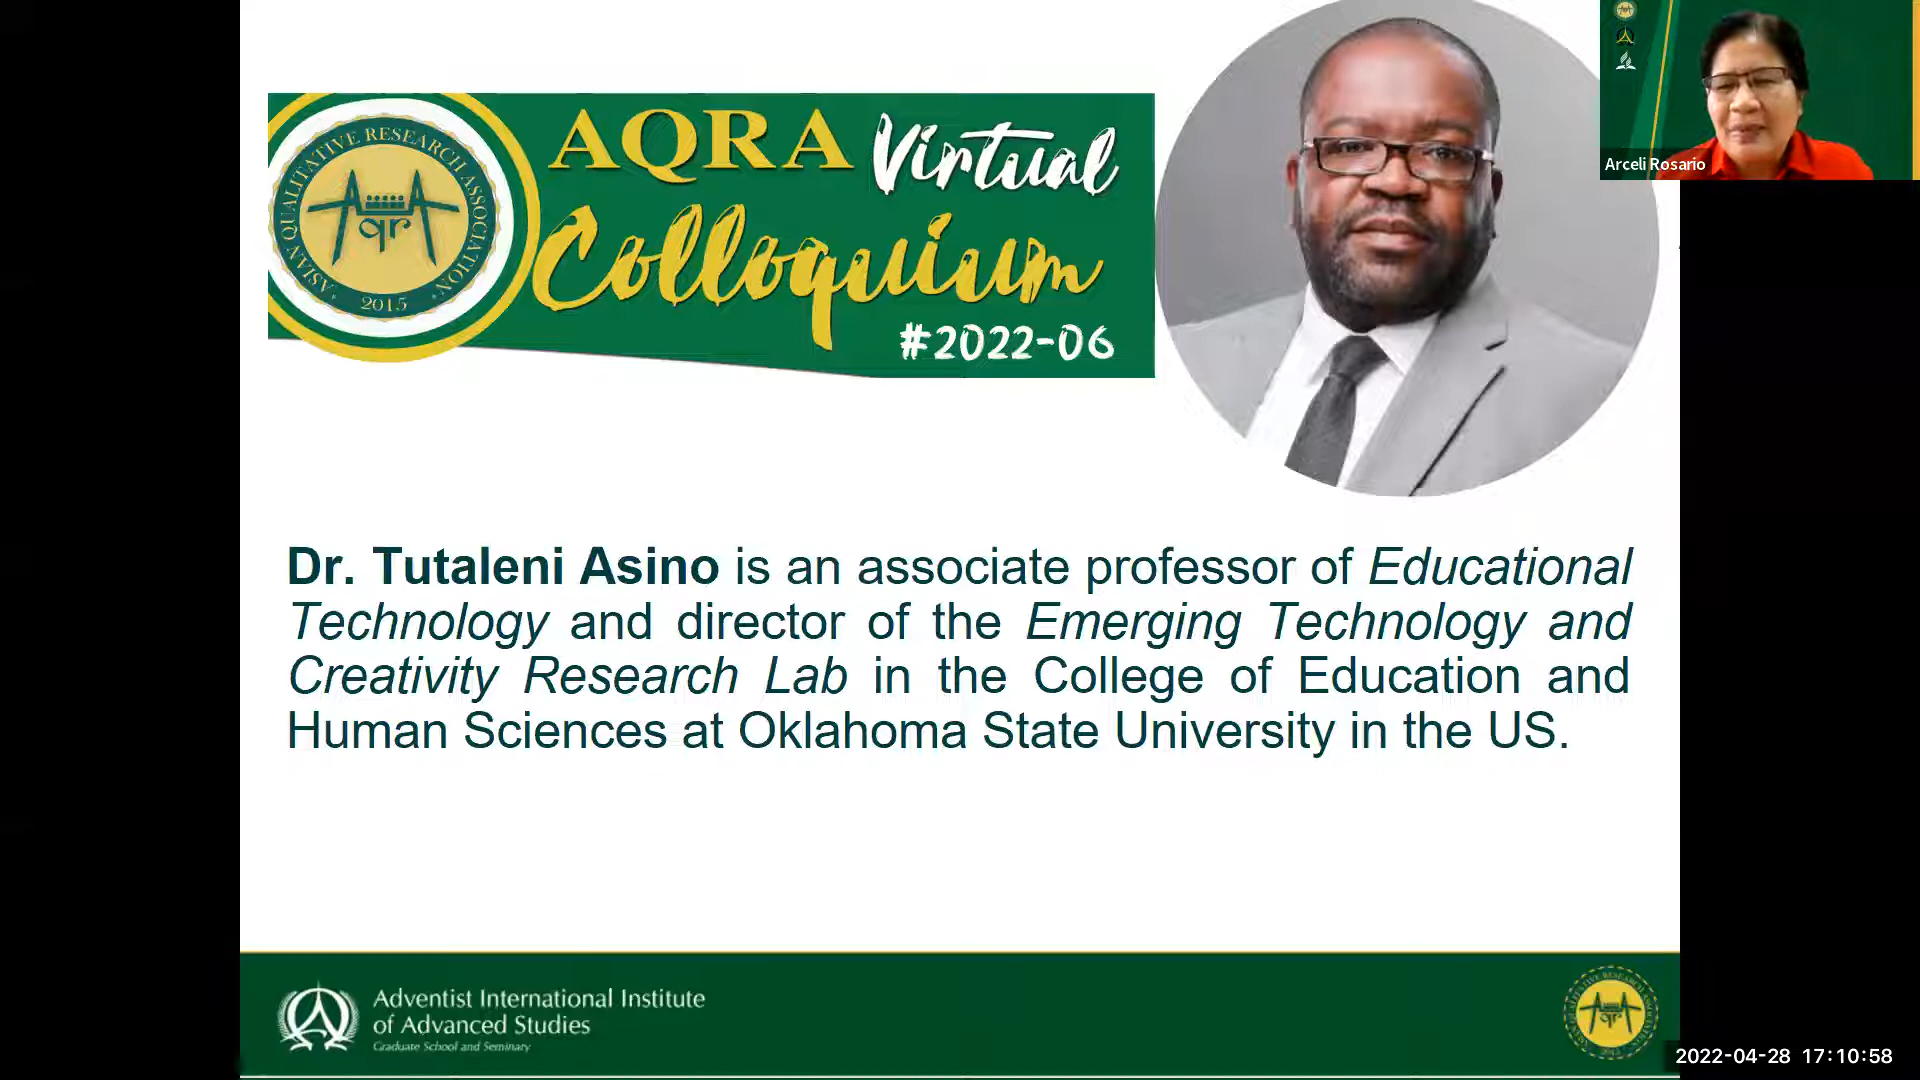 ASIAN QUALITATIVE RESEARCH ASSOCIATION
aqra
2015
AQRA Virtual
Colloquium
#2022-06
Arceli Rosario
Dr. Tutaleni Asino is an associate professor of Educational
Technology and director of the Emerging Technology and
Creativity Research Lab in the College of Education and
Human Sciences at Oklahoma State University in the US.
Adventist International Institute
of Advanced Studies
Graduate School and Seminary
2022-04-28 17:10:58